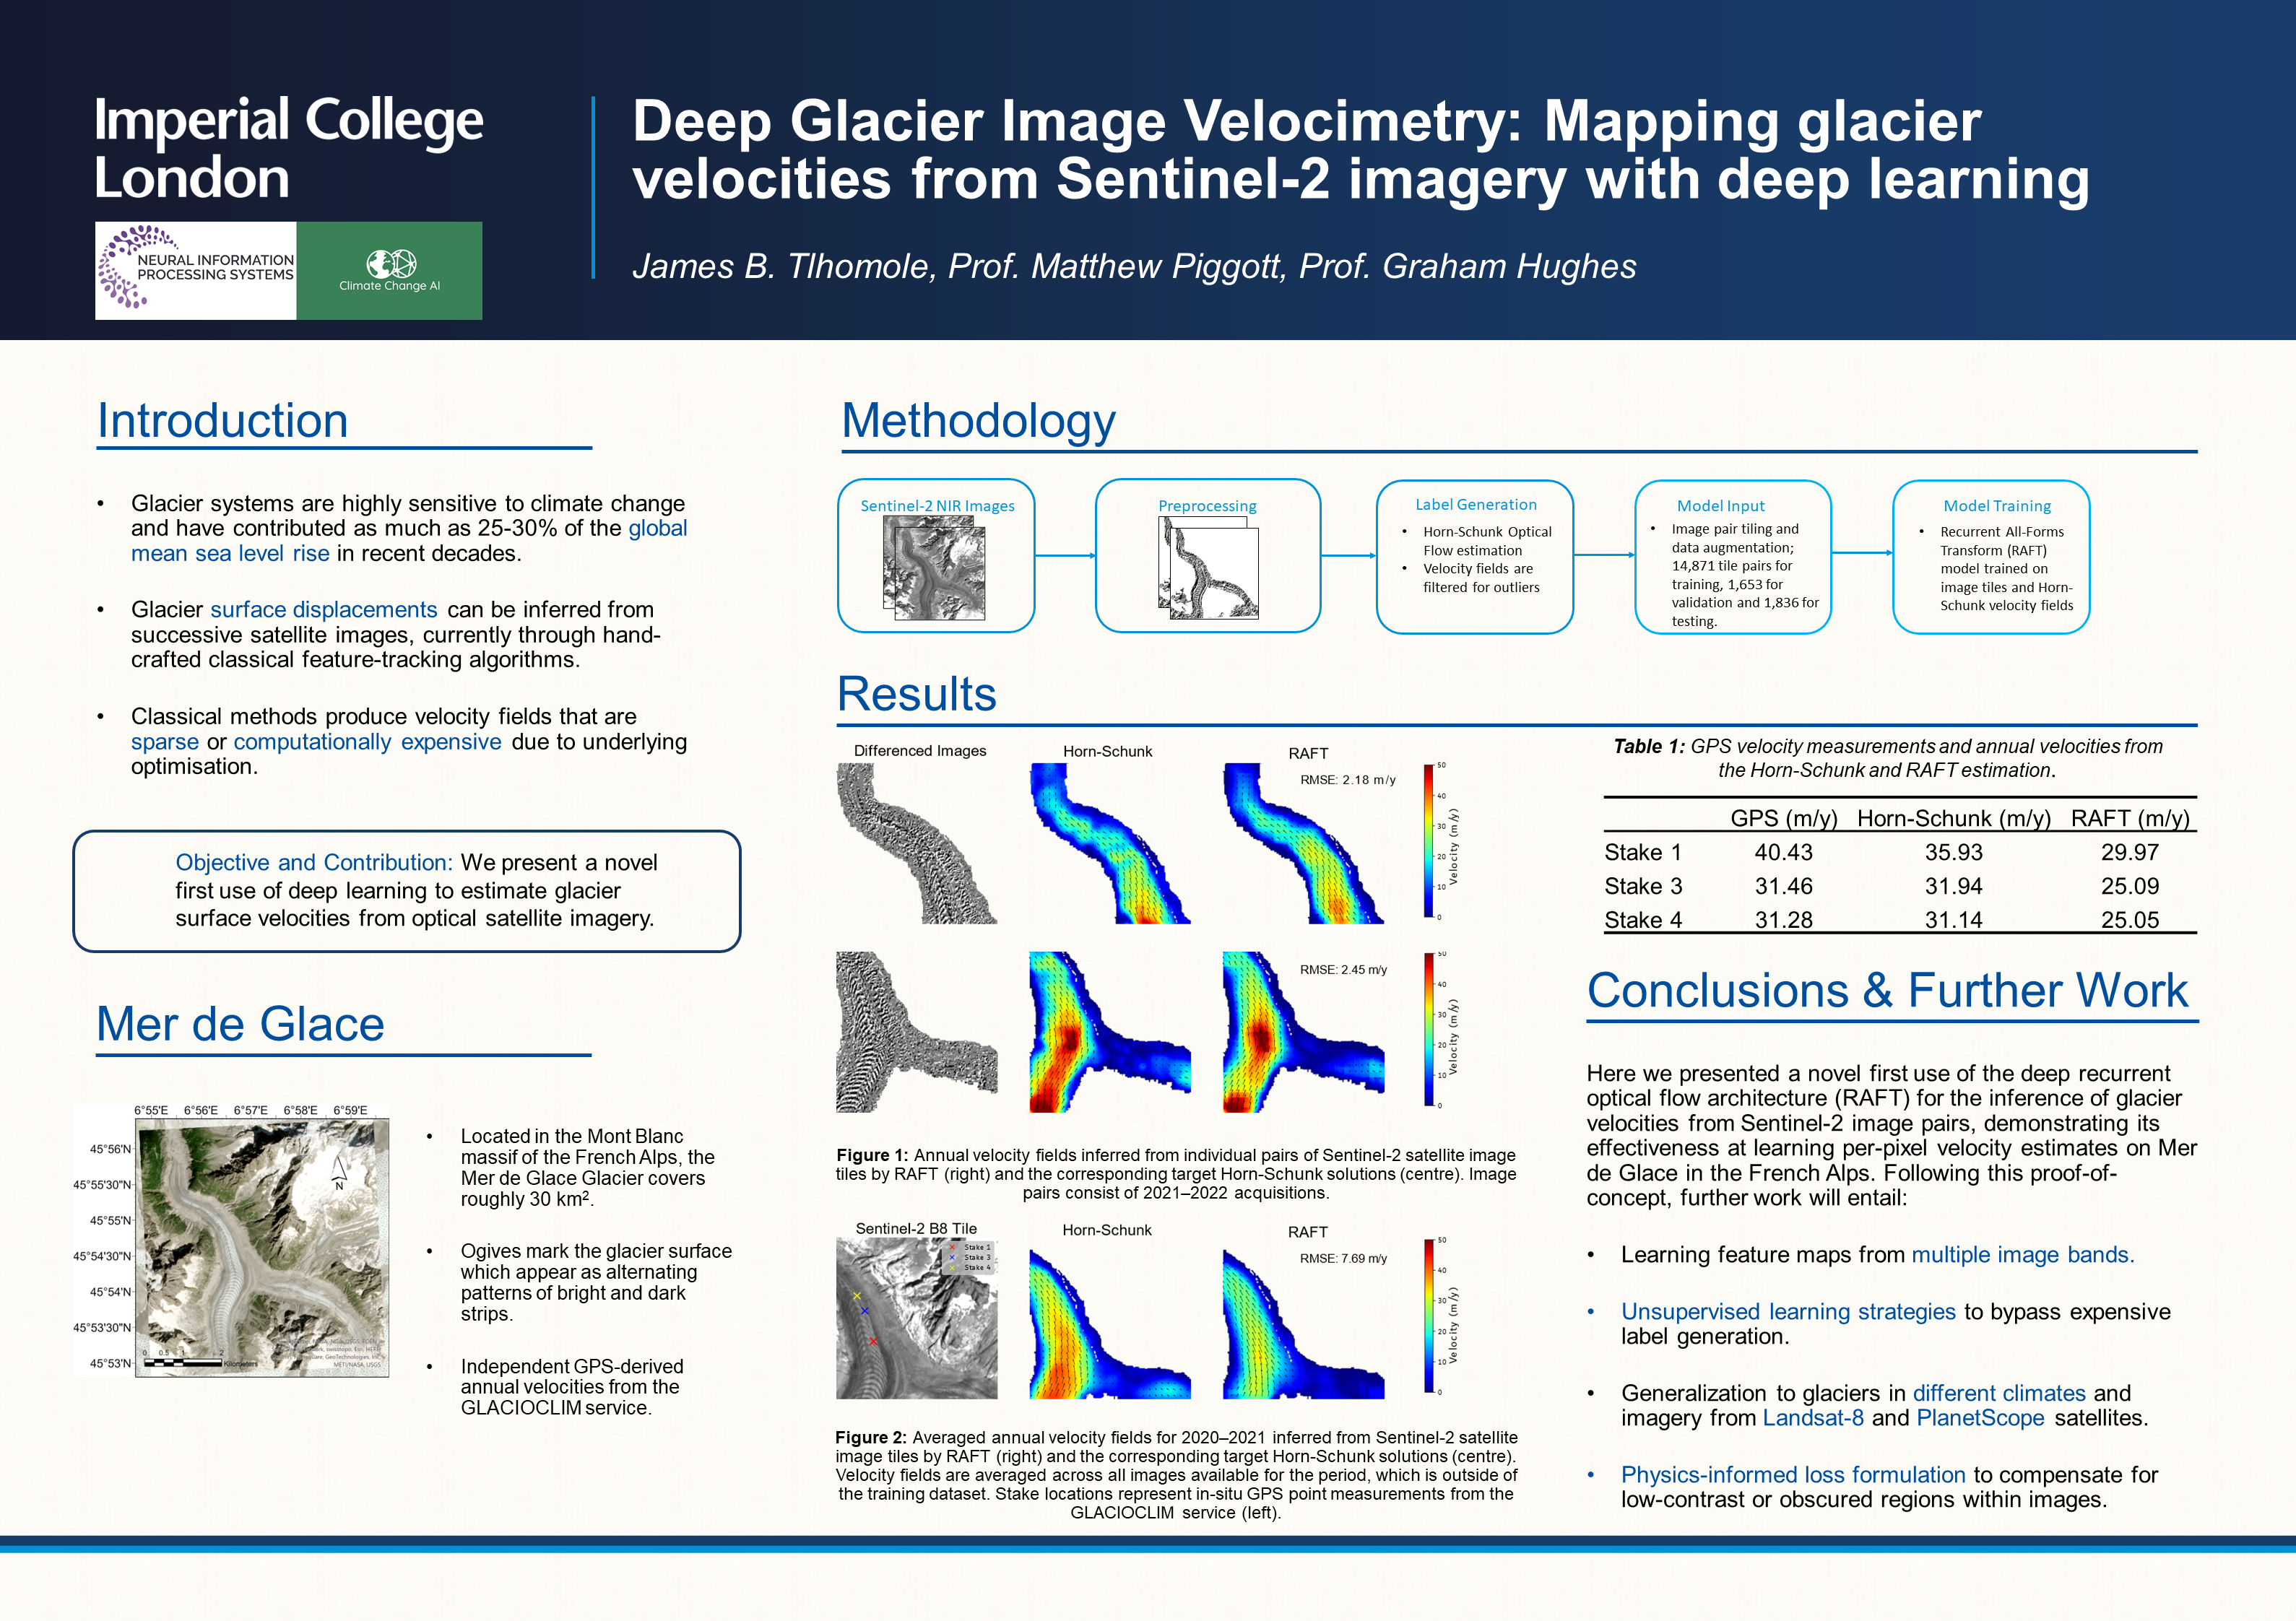 Imperial College
London
NEURAL INFORMATION
PROCESSING SYSTEMS
Climate Change AI
Deep Glacier Image Velocimetry: Mapping glacier
velocities from Sentinel-2 imagery with deep learning
James B. Tlhomole, Prof. Matthew Piggott, Prof. Graham Hughes
Introduction
• Glacier systems are highly sensitive to climate change
and have contributed as much as 25-30% of the global
mean sea level rise in recent decades.
• Glacier surface displacements can be inferred from
successive satellite images, currently through hand-
crafted classical feature-tracking algorithms.
• Classical methods produce velocity fields that are
sparse or computationally expensive due to underlying
optimisation.
Objective and Contribution: We present a novel
first use of deep learning to estimate glacier
surface velocities from optical satellite imagery.
Mer de Glace
6°55'E 6°56'E 6°57'E 6°58'E 6°59'E
45°56'N
45°55'30"N
45°55'N
45°54'30"N
45°54'N
45°53'30"N
45°53'N
N
0 0.5 1 2
Kilometers
METI/NASA, USGS
• Located in the Mont Blanc
massif of the French Alps, the
Mer de Glace Glacier covers
roughly 30 km².
• Ogives mark the glacier surface
which appear as alternating
patterns of bright and dark
strips.
• Independent GPS-derived
annual velocities from the
GLACIOCLIM service.
Methodology
Sentinel-2 NIR Images
Preprocessing
Label Generation
• Horn-Schunk Optical
Flow estimation
• Velocity fields are
filtered for outliers
Model Input
• Image pair tiling and
data augmentation;
14,871 tile pairs for
training, 1,653 for
validation and 1,836 for
testing.
Model Training
• Recurrent All-Forms
Transform (RAFT)
model trained on
image tiles and Horn-
Schunk velocity fields
Results
Differenced Images Horn-Schunk RAFT
RMSE: 2.18 m/y
50
40
30
20
10
0
Velocity (m/y)
RMSE: 2.45 m/y
50
40
30
20
10
0
Velocity (m/y)
Figure 1: Annual velocity fields inferred from individual pairs of Sentinel-2 satellite image
tiles by RAFT (right) and the corresponding target Horn-Schunk solutions (centre). Image
pairs consist of 2021–2022 acquisitions.
Sentinel-2 B8 Tile Horn-Schunk RAFT
Stake 1
Stake 3
Stake 4
RMSE: 7.69 m/y
50
40
30
20
10
0
Velocity (m/y)
Figure 2: Averaged annual velocity fields for 2020–2021 inferred from Sentinel-2 satellite
image tiles by RAFT (right) and the corresponding target Horn-Schunk solutions (centre).
Velocity fields are averaged across all images available for the period, which is outside of
the training dataset. Stake locations represent in-situ GPS point measurements from the
GLACIOCLIM service (left).
Table 1: GPS velocity measurements and annual velocities from
the Horn-Schunk and RAFT estimation.
GPS (m/y) Horn-Schunk (m/y) RAFT (m/y)
Stake 1 40.43 35.93 29.97
Stake 3 31.46 31.94 25.09
Stake 4 31.28 31.14 25.05
Conclusions & Further Work
Here we presented a novel first use of the deep recurrent
optical flow architecture (RAFT) for the inference of glacier
velocities from Sentinel-2 image pairs, demonstrating its
effectiveness at learning per-pixel velocity estimates on Mer
de Glace in the French Alps. Following this proof-of-
concept, further work will entail:
• Learning feature maps from multiple image bands.
• Unsupervised learning strategies to bypass expensive
label generation.
• Generalization to glaciers in different climates and
imagery from Landsat-8 and PlanetScope satellites.
• Physics-informed loss formulation to compensate for
low-contrast or obscured regions within images.